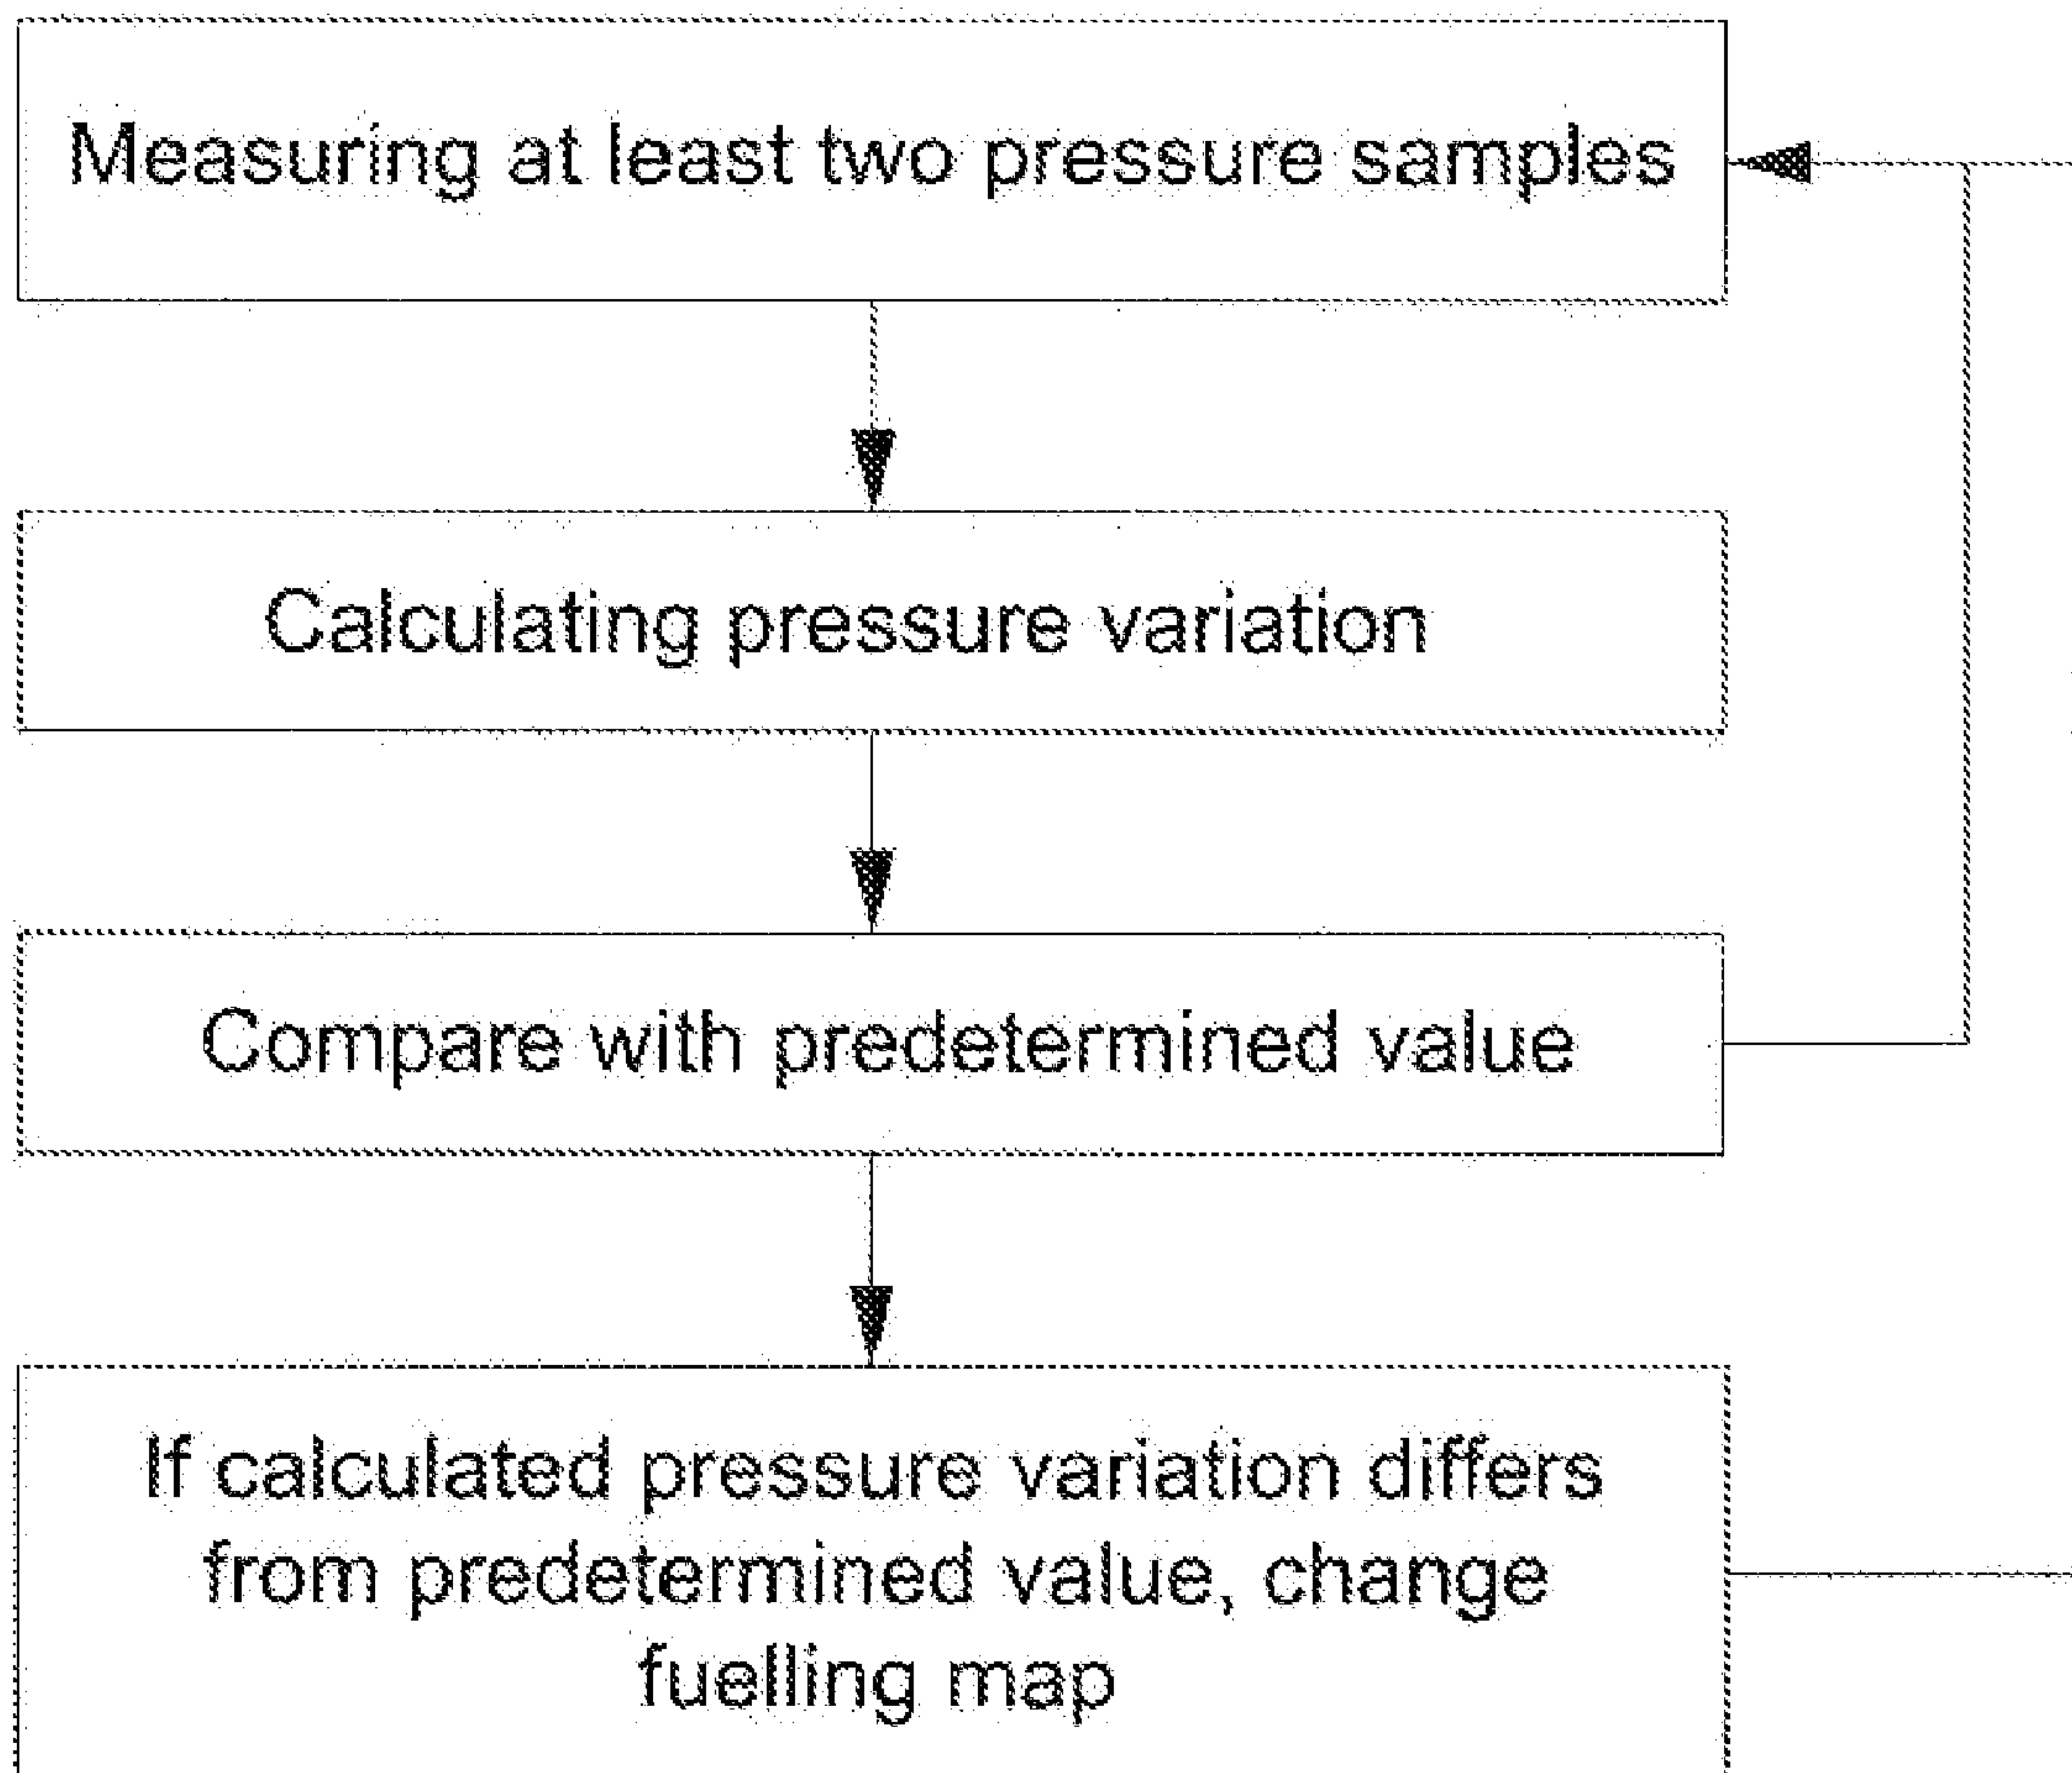 Measuring at least two pressure samples
Calculating pressure variation
Compare with predetermined value
If calculated pressure variation differs
from predetermined value, change
fuelling map